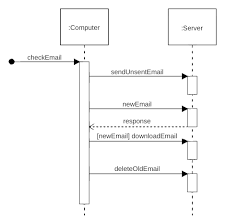 :Computer
:Server
checkEmail
sendUnsentEmail
newEmail
response
[newEmail] downloadEmail
deleteOldEmail